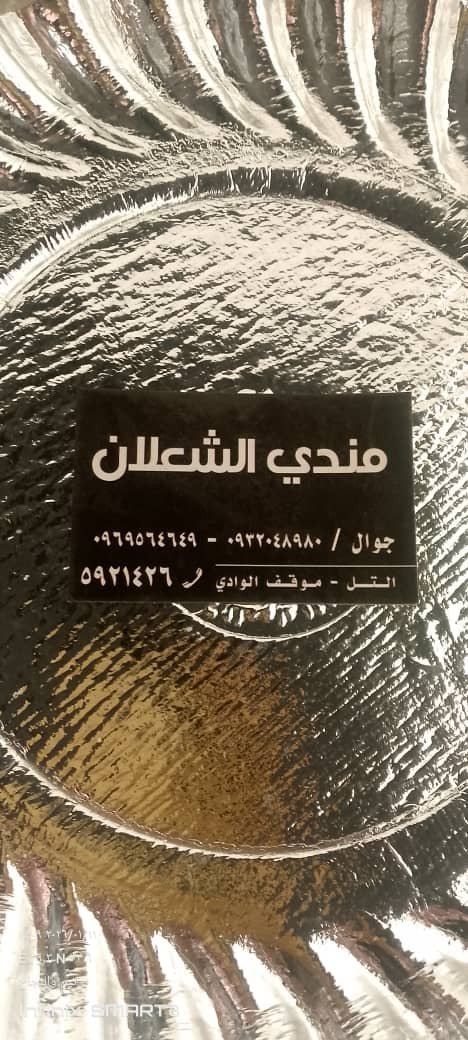 مندي الشعلان
جوال / ٠٩٣٢٠٤٨٩٨٠ - ٠٩٦٩٥٦٤٦٤٩
التل - موقف الوادي ٥٩٢١٤٢٦